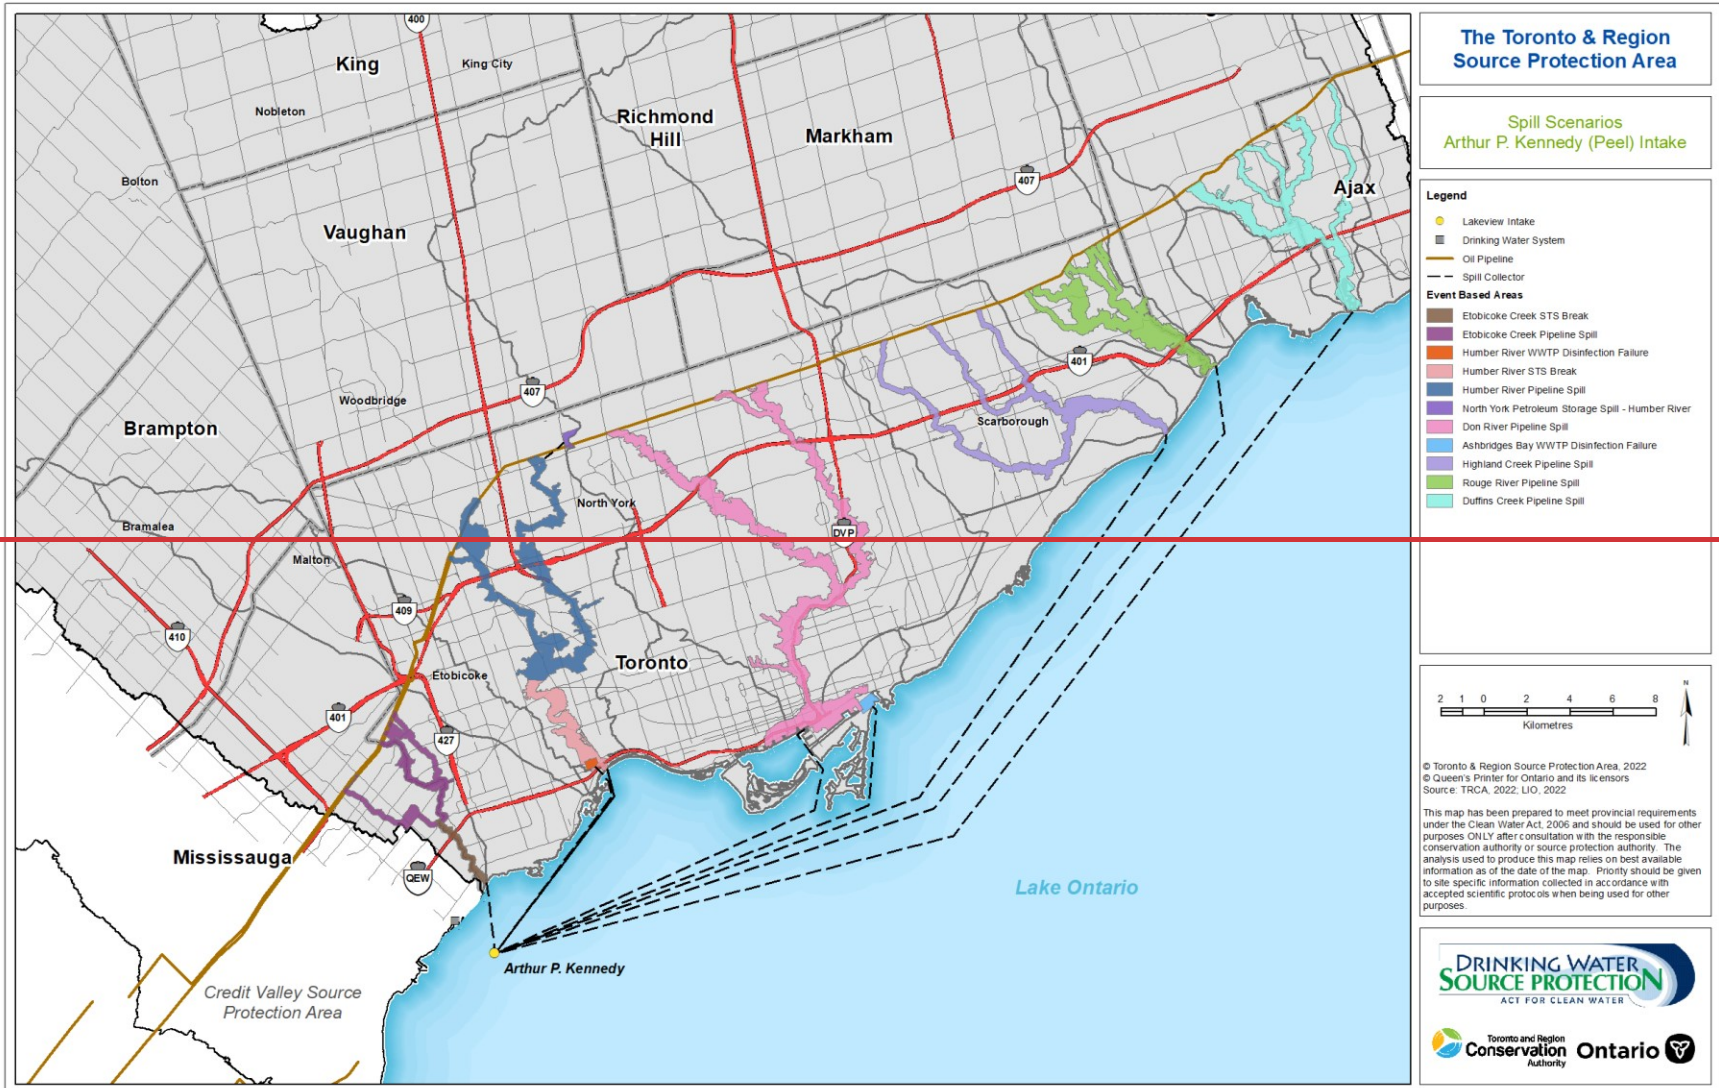 400
King
King City
Nobleton
Richmond
Hill
Markham
Bolton
407
Ajax
Vaughan
401
407
Woodbridge
Brampton
Scarborough
North York
Bramalea
DVP
Malton
409
410
Toronto
Etobicoke
401
427
Mississauga
QEW
Lake Ontario
Arthur P. Kennedy
Credit Valley Source
Protection Area
The Toronto & Region
Source Protection Area
Spill Scenarios
Arthur P. Kennedy (Peel) Intake
Legend
Lakeview Intake
Drinking Water System
Oil Pipeline
Spill Collector
Event Based Areas
Etobicoke Creek STS Break
Etobicoke Creek Pipeline Spill
Humber River WWTP Disinfection Failure
Humber River STS Break
Humber River Pipeline Spill
North York Petroleum Storage Spill - Humber River
Don River Pipeline Spill
Ashbridges Bay WWTP Disinfection Failure
Highland Creek Pipeline Spill
Rouge River Pipeline Spill
Duffins Creek Pipeline Spill
N
2 1 0 2 4 6 8
Kilometres
© Toronto & Region Source Protection Area, 2022
© Queen's Printer for Ontario and its licensors
Source: TRCA, 2022; LIO, 2022
This map has been prepared to meet provincial requirements
under the Clean Water Act, 2006 and should be used for other
purposes ONLY after consultation with the responsible
conservation authority or source protection authority. The
analysis used to produce this map relies on best available
information as of the date of the map. Priority should be given
to site specific information collected in accordance with
accepted scientific protocols when being used for other
purposes.
DRINKING WATER
SOURCE PROTECTION
ACT FOR CLEAN WATER
Toronto and Region
Conservation
Authority
Ontario